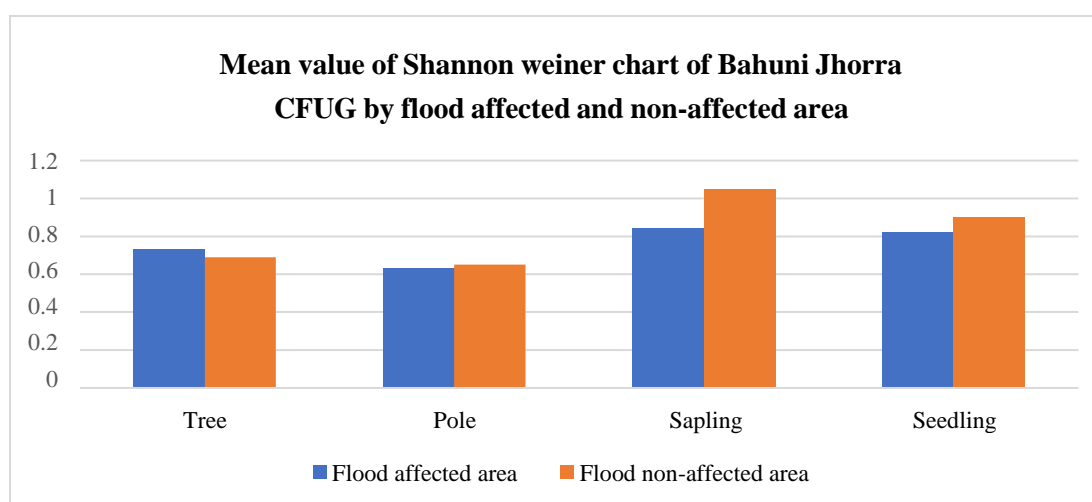 Mean value of Shannon weiner chart of Bahuni Jhorra
CFUG by flood affected and non-affected area
1.2
1
0.8
0.6
0.4
0.2
0
Tree Pole Sapling Seedling
Flood affected area Flood non-affected area